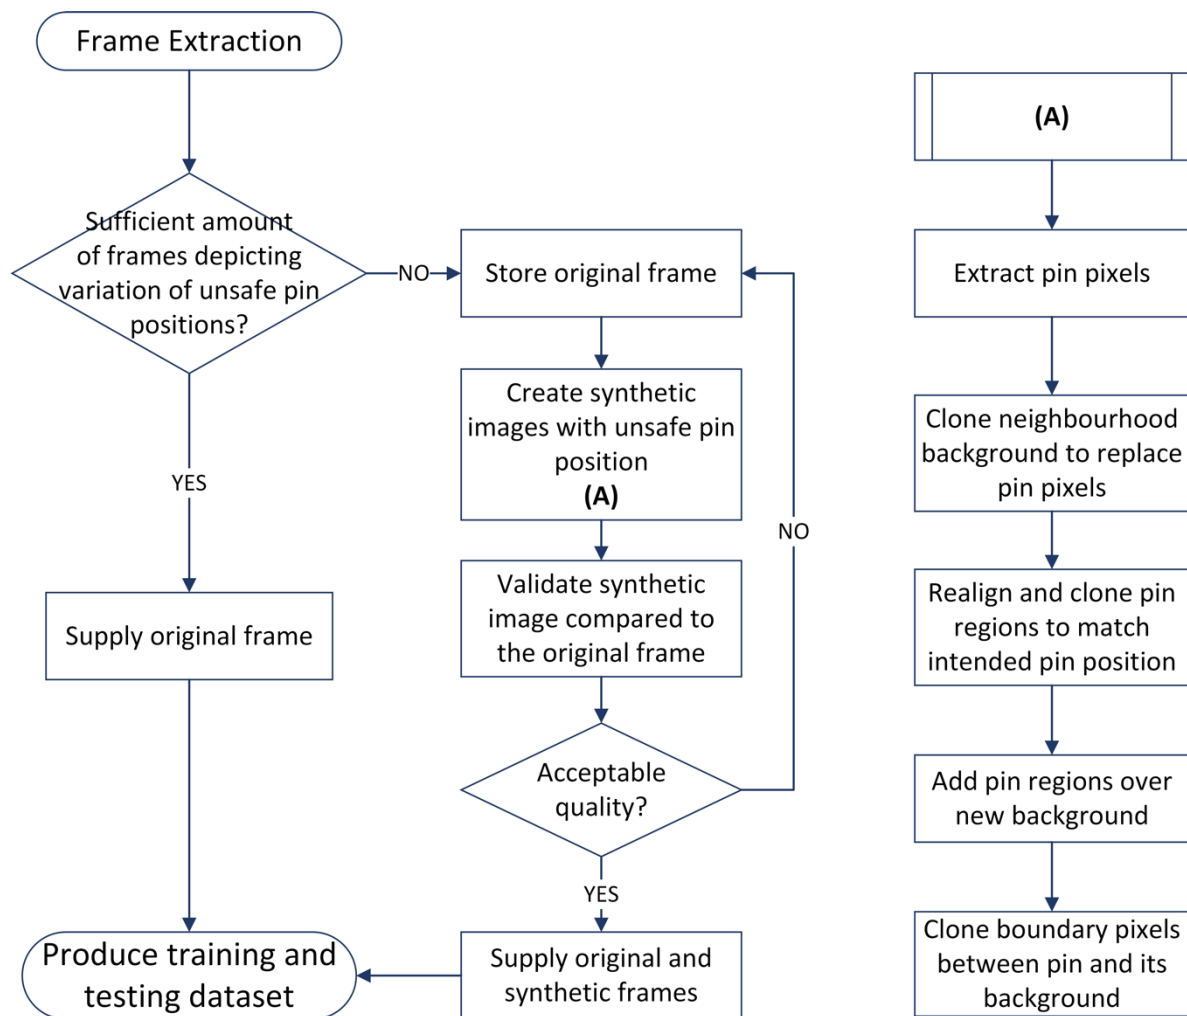 Frame Extraction
Sufficient amount
of frames depicting
variation of unsafe pin
positions?
NO
YES
Supply original frame
Produce training and
testing dataset
Store original frame
Create synthetic
images with unsafe pin
position
(A)
Validate synthetic
image compared to
the original frame
Acceptable
quality?
NO
YES
Supply original and
synthetic frames
(A)
Extract pin pixels
Clone neighbourhood
background to replace
pin pixels
Realign and clone pin
regions to match
intended pin position
Add pin regions over
new background
Clone boundary pixels
between pin and its
background